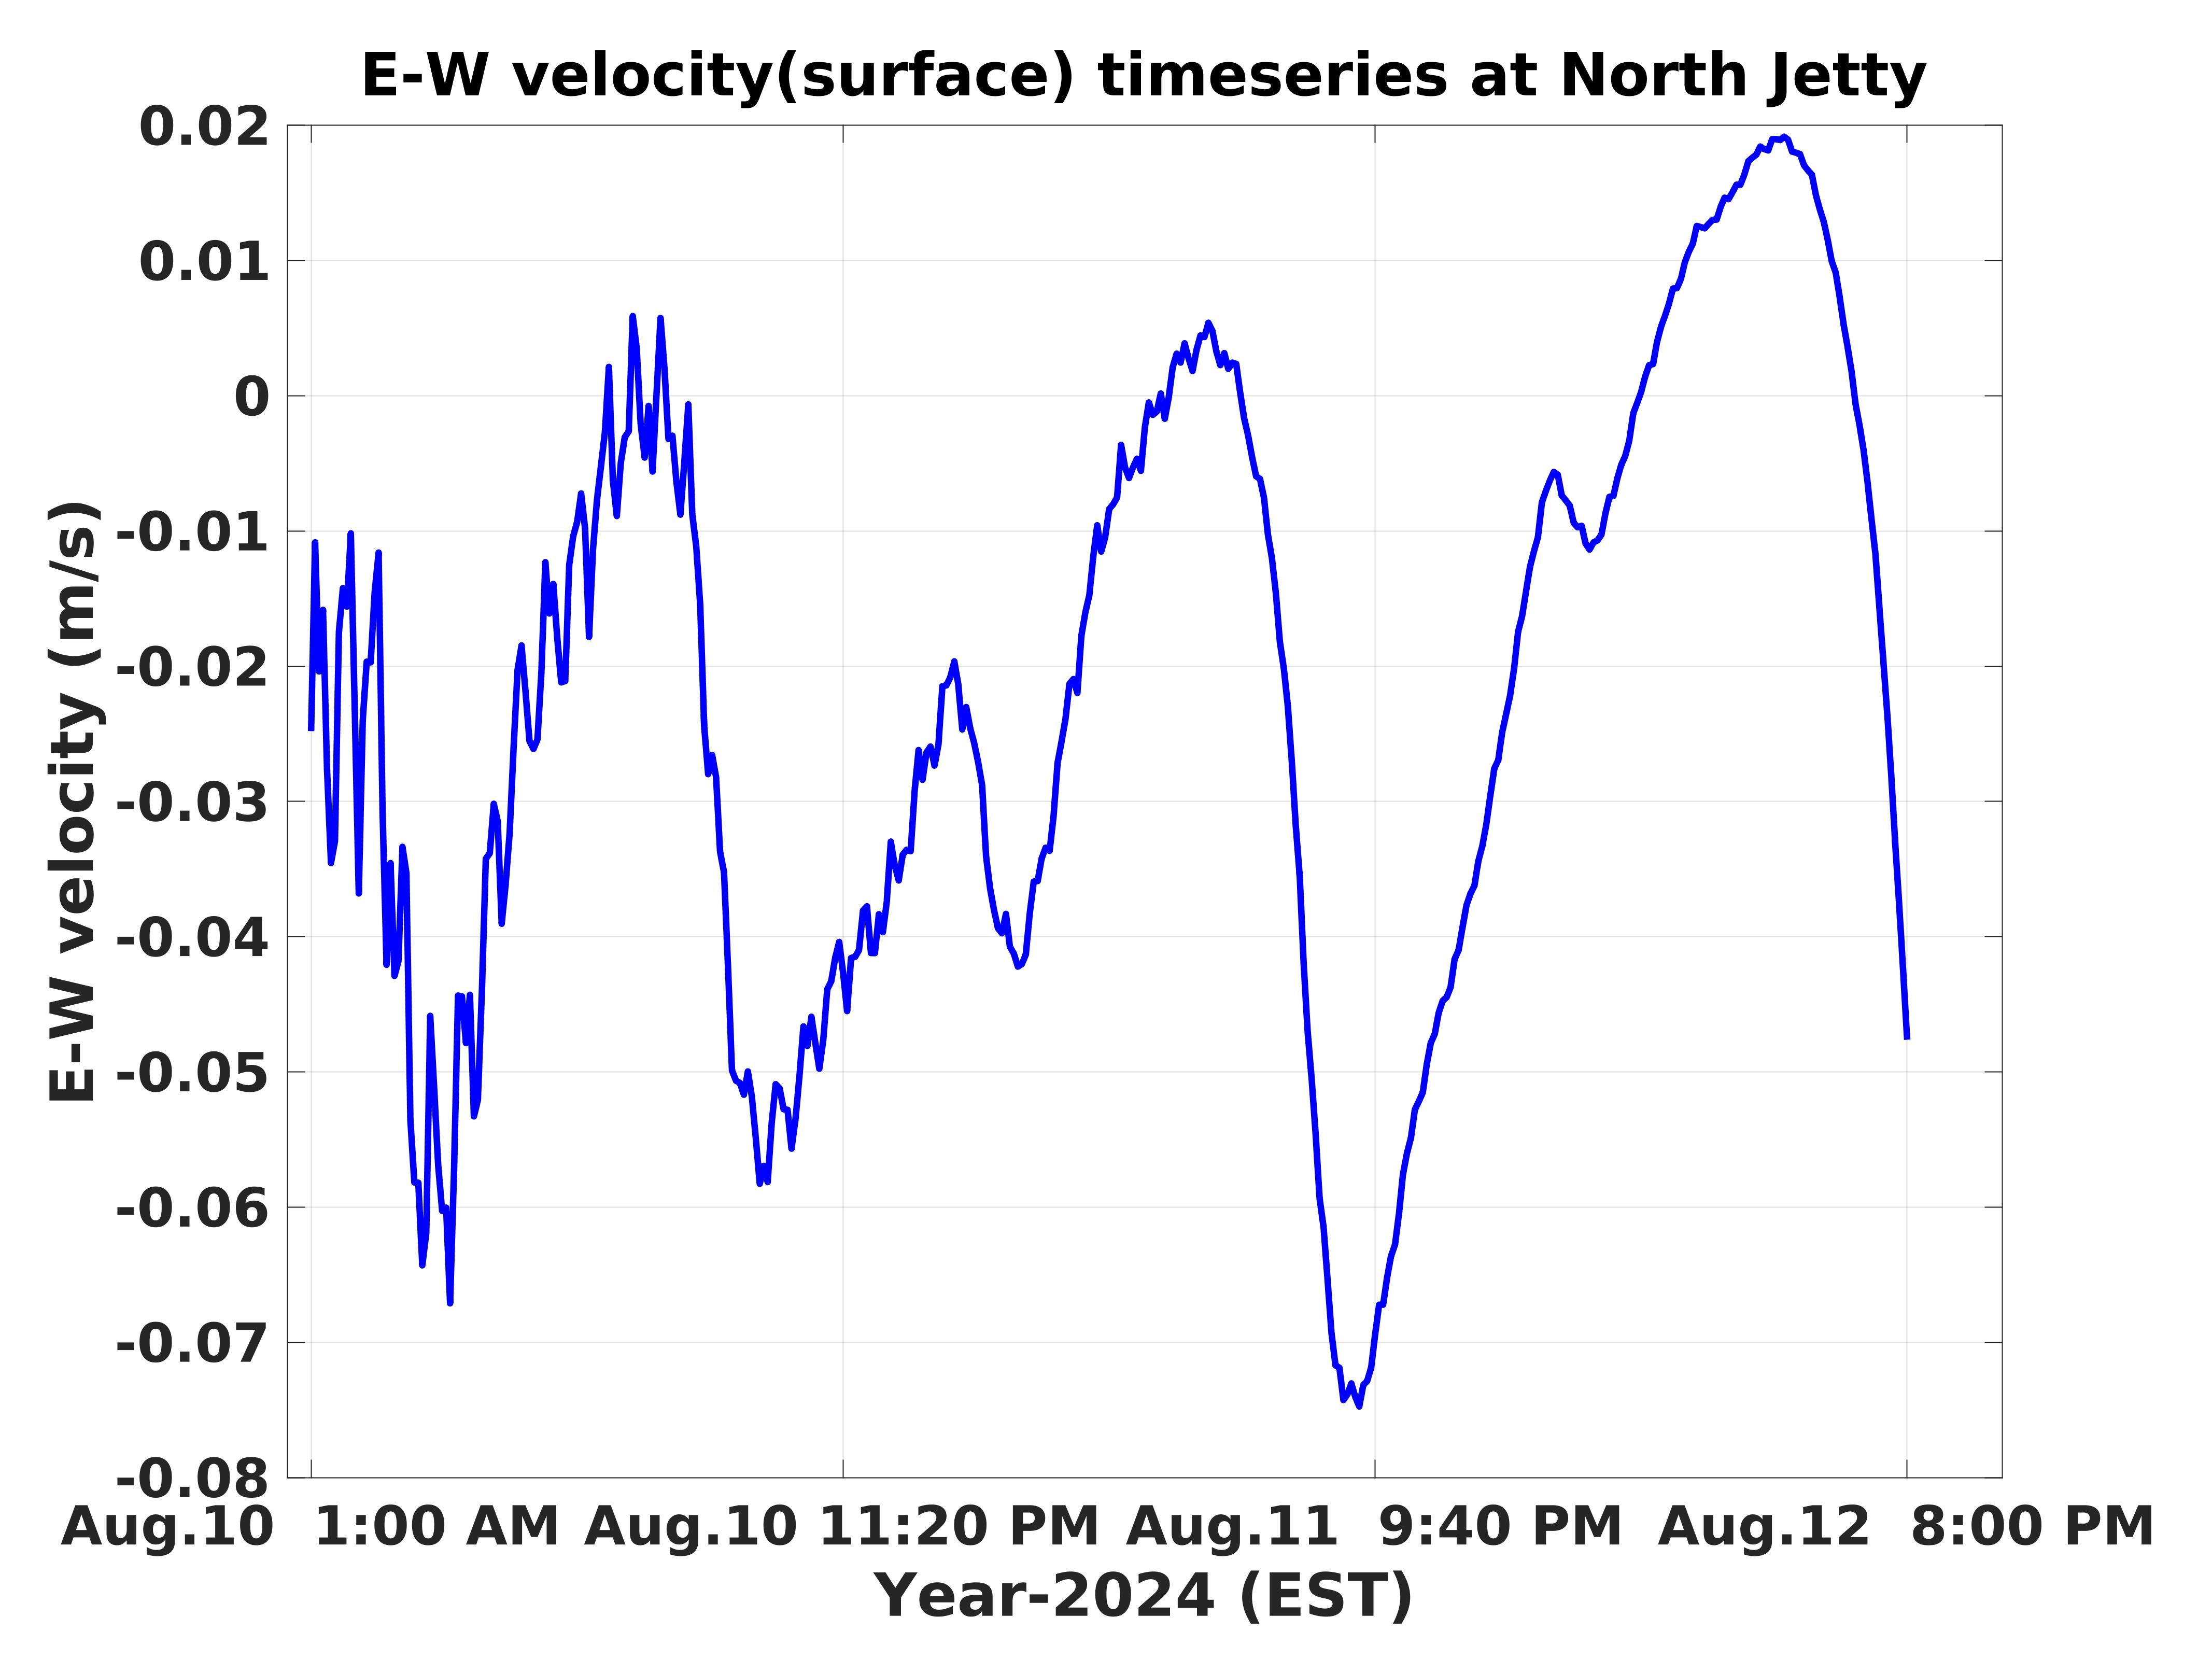 E-W velocity(surface) timeseries at North Jetty
E-W velocity (m/s)
0.02
0.01
0
-0.01
-0.02
-0.03
-0.04
-0.05
-0.06
-0.07
-0.08
Aug.10 1:00 AM Aug.10 11:20 PM Aug.11 9:40 PM Aug.12 8:00 PM
Year-2024 (EST)